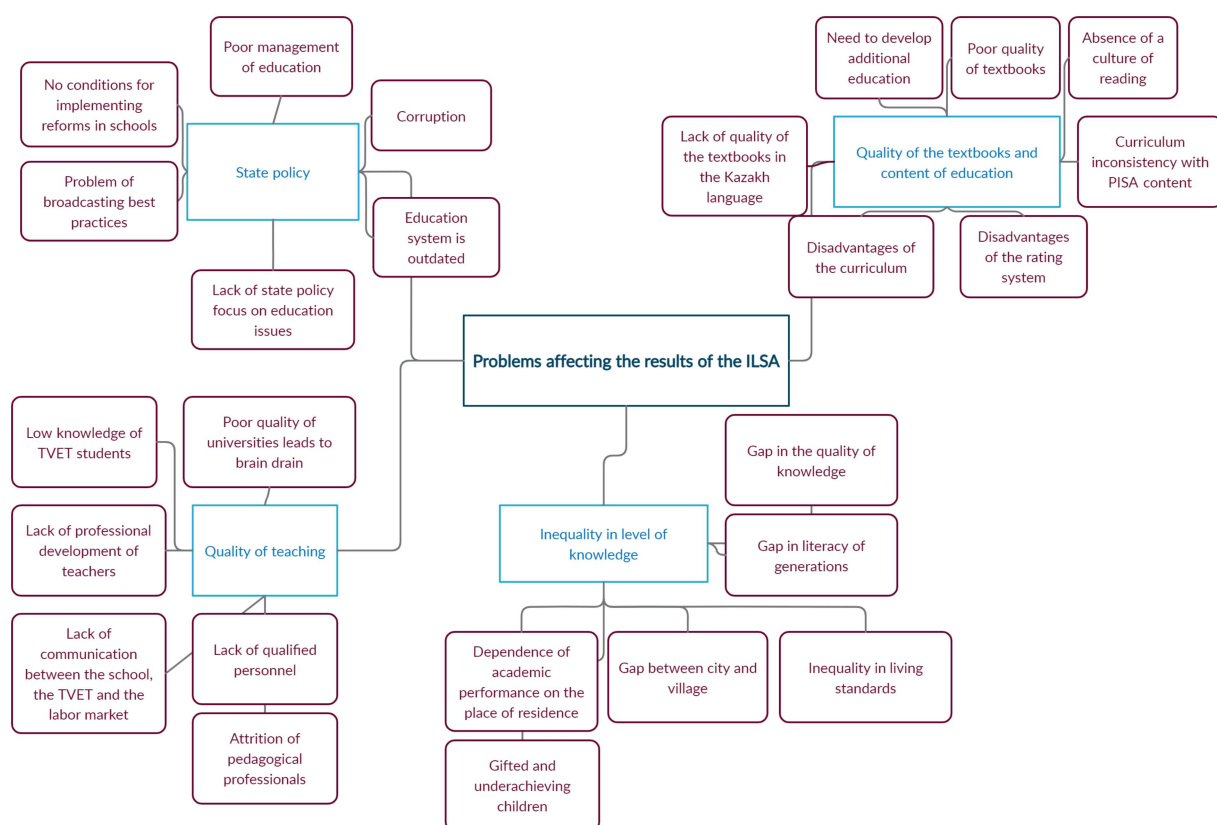 Poor management
of education
No conditions for
implementing
reforms in schools
Corruption
State policy
Problem of
broadcasting best
practices
Education
system is
outdated
Lack of state policy
focus on education
issues
Need to develop
additional
education
Poor quality
of textbooks
Absence of a
culture of
reading
Lack of quality
of the textbooks in
the Kazakh
language
Quality of the textbooks and
content of education
Curriculum
inconsistency with
PISA content
Disadvantages
of the curriculum
Disadvantages
of the rating
system
Problems affecting the results of the ILSA
Low knowledge of
TVET students
Poor quality of
universities leads to
brain drain
Lack of professional
development of
teachers
Quality of teaching
Lack of
communication
between the school,
the TVET and the
labor market
Lack of qualified
personnel
Attrition of
pedagogical
professionals
Gap in the quality of
knowledge
Inequality in level of
knowledge
Gap in literacy of
generations
Dependence of
academic
performance on the
place of residence
Gap between city and
village
Inequality in living
standards
Gifted and
underachieving
children